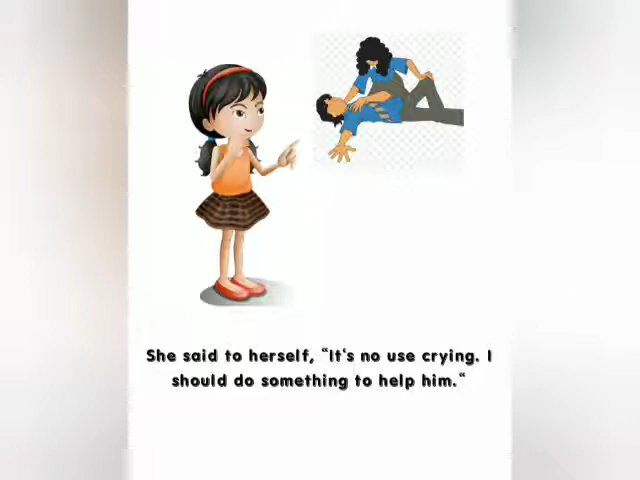 She said to herself, "It's no use crying. I
should do something to help him."